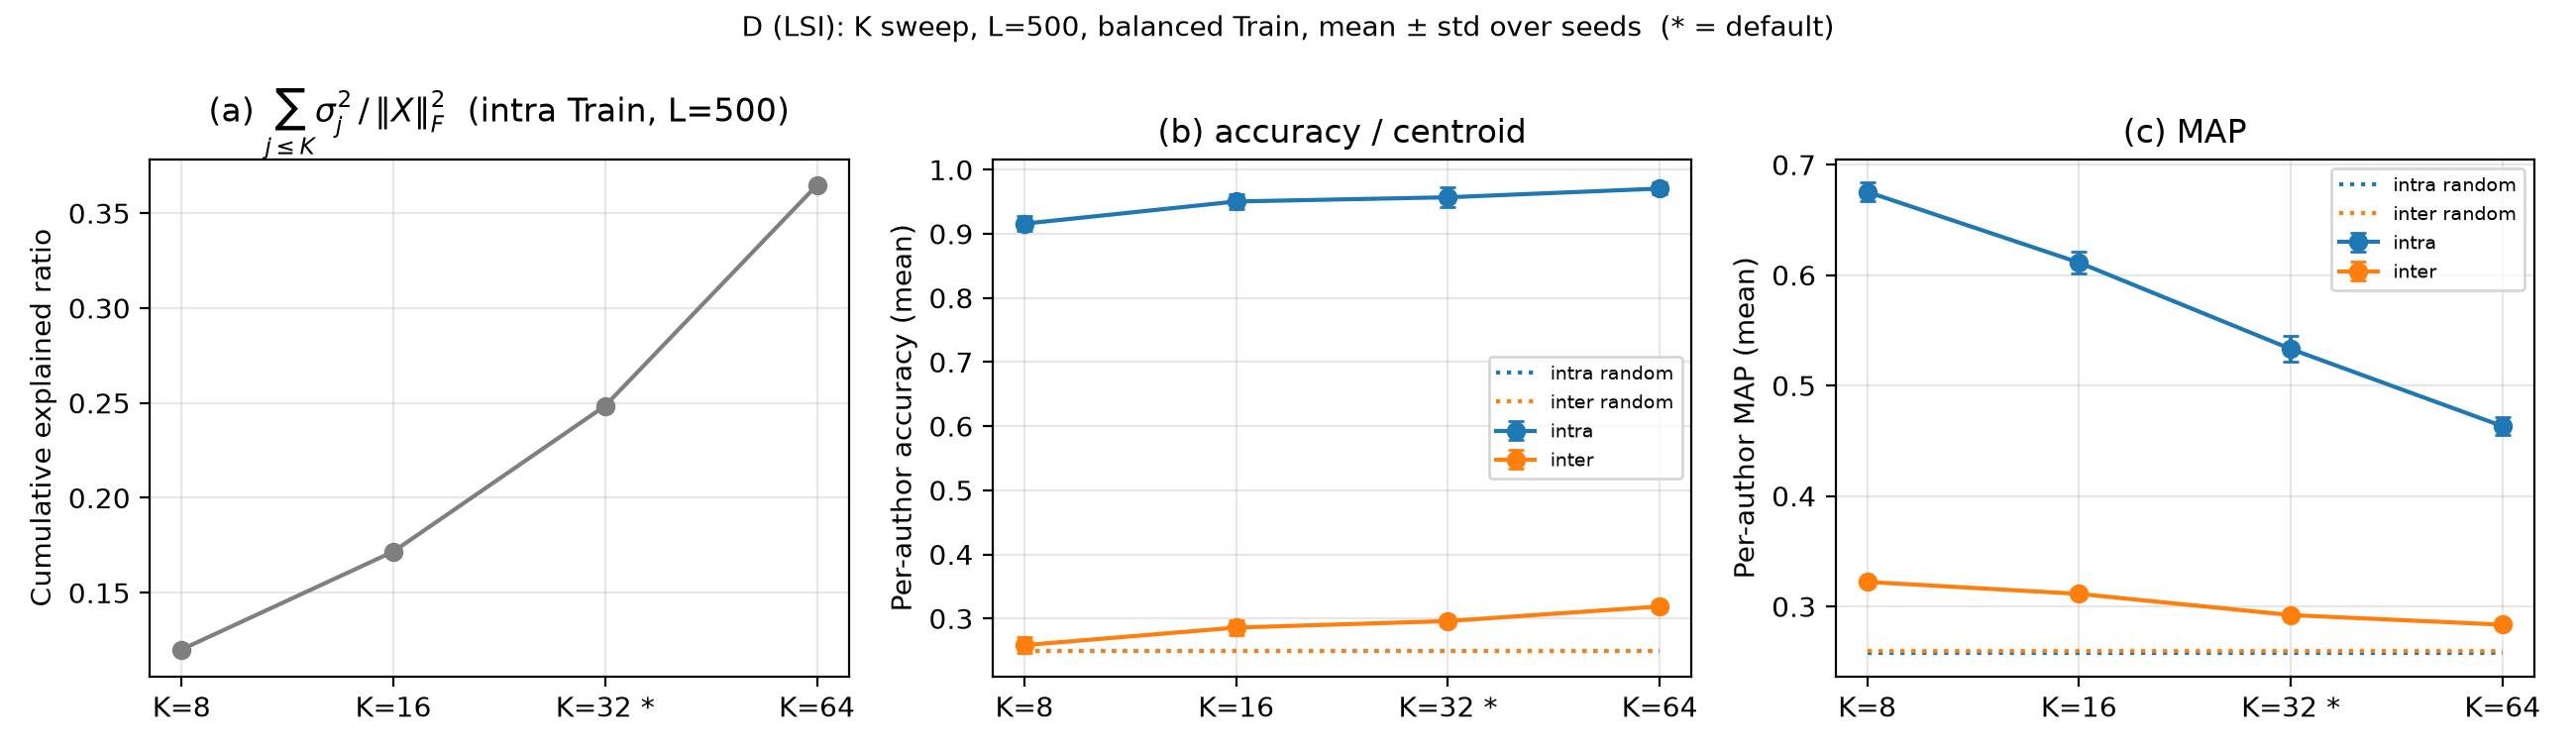 D (LSI): K sweep, L=500, balanced Train, mean ± std over seeds (* = default)
(a) ∑_{j ≤ K} σ_j^2 / ‖X‖_F^2 (intra Train, L=500)
Cumulative explained ratio
0.35
0.30
0.25
0.20
0.15
K=8
K=16
K=32 *
K=64
(b) accuracy / centroid
Per-author accuracy (mean)
1.0
0.9
0.8
0.7
0.6
0.5
0.4
0.3
intra random
inter random
intra
inter
K=8
K=16
K=32 *
K=64
(c) MAP
Per-author MAP (mean)
0.7
0.6
0.5
0.4
0.3
intra random
inter random
intra
inter
K=8
K=16
K=32 *
K=64